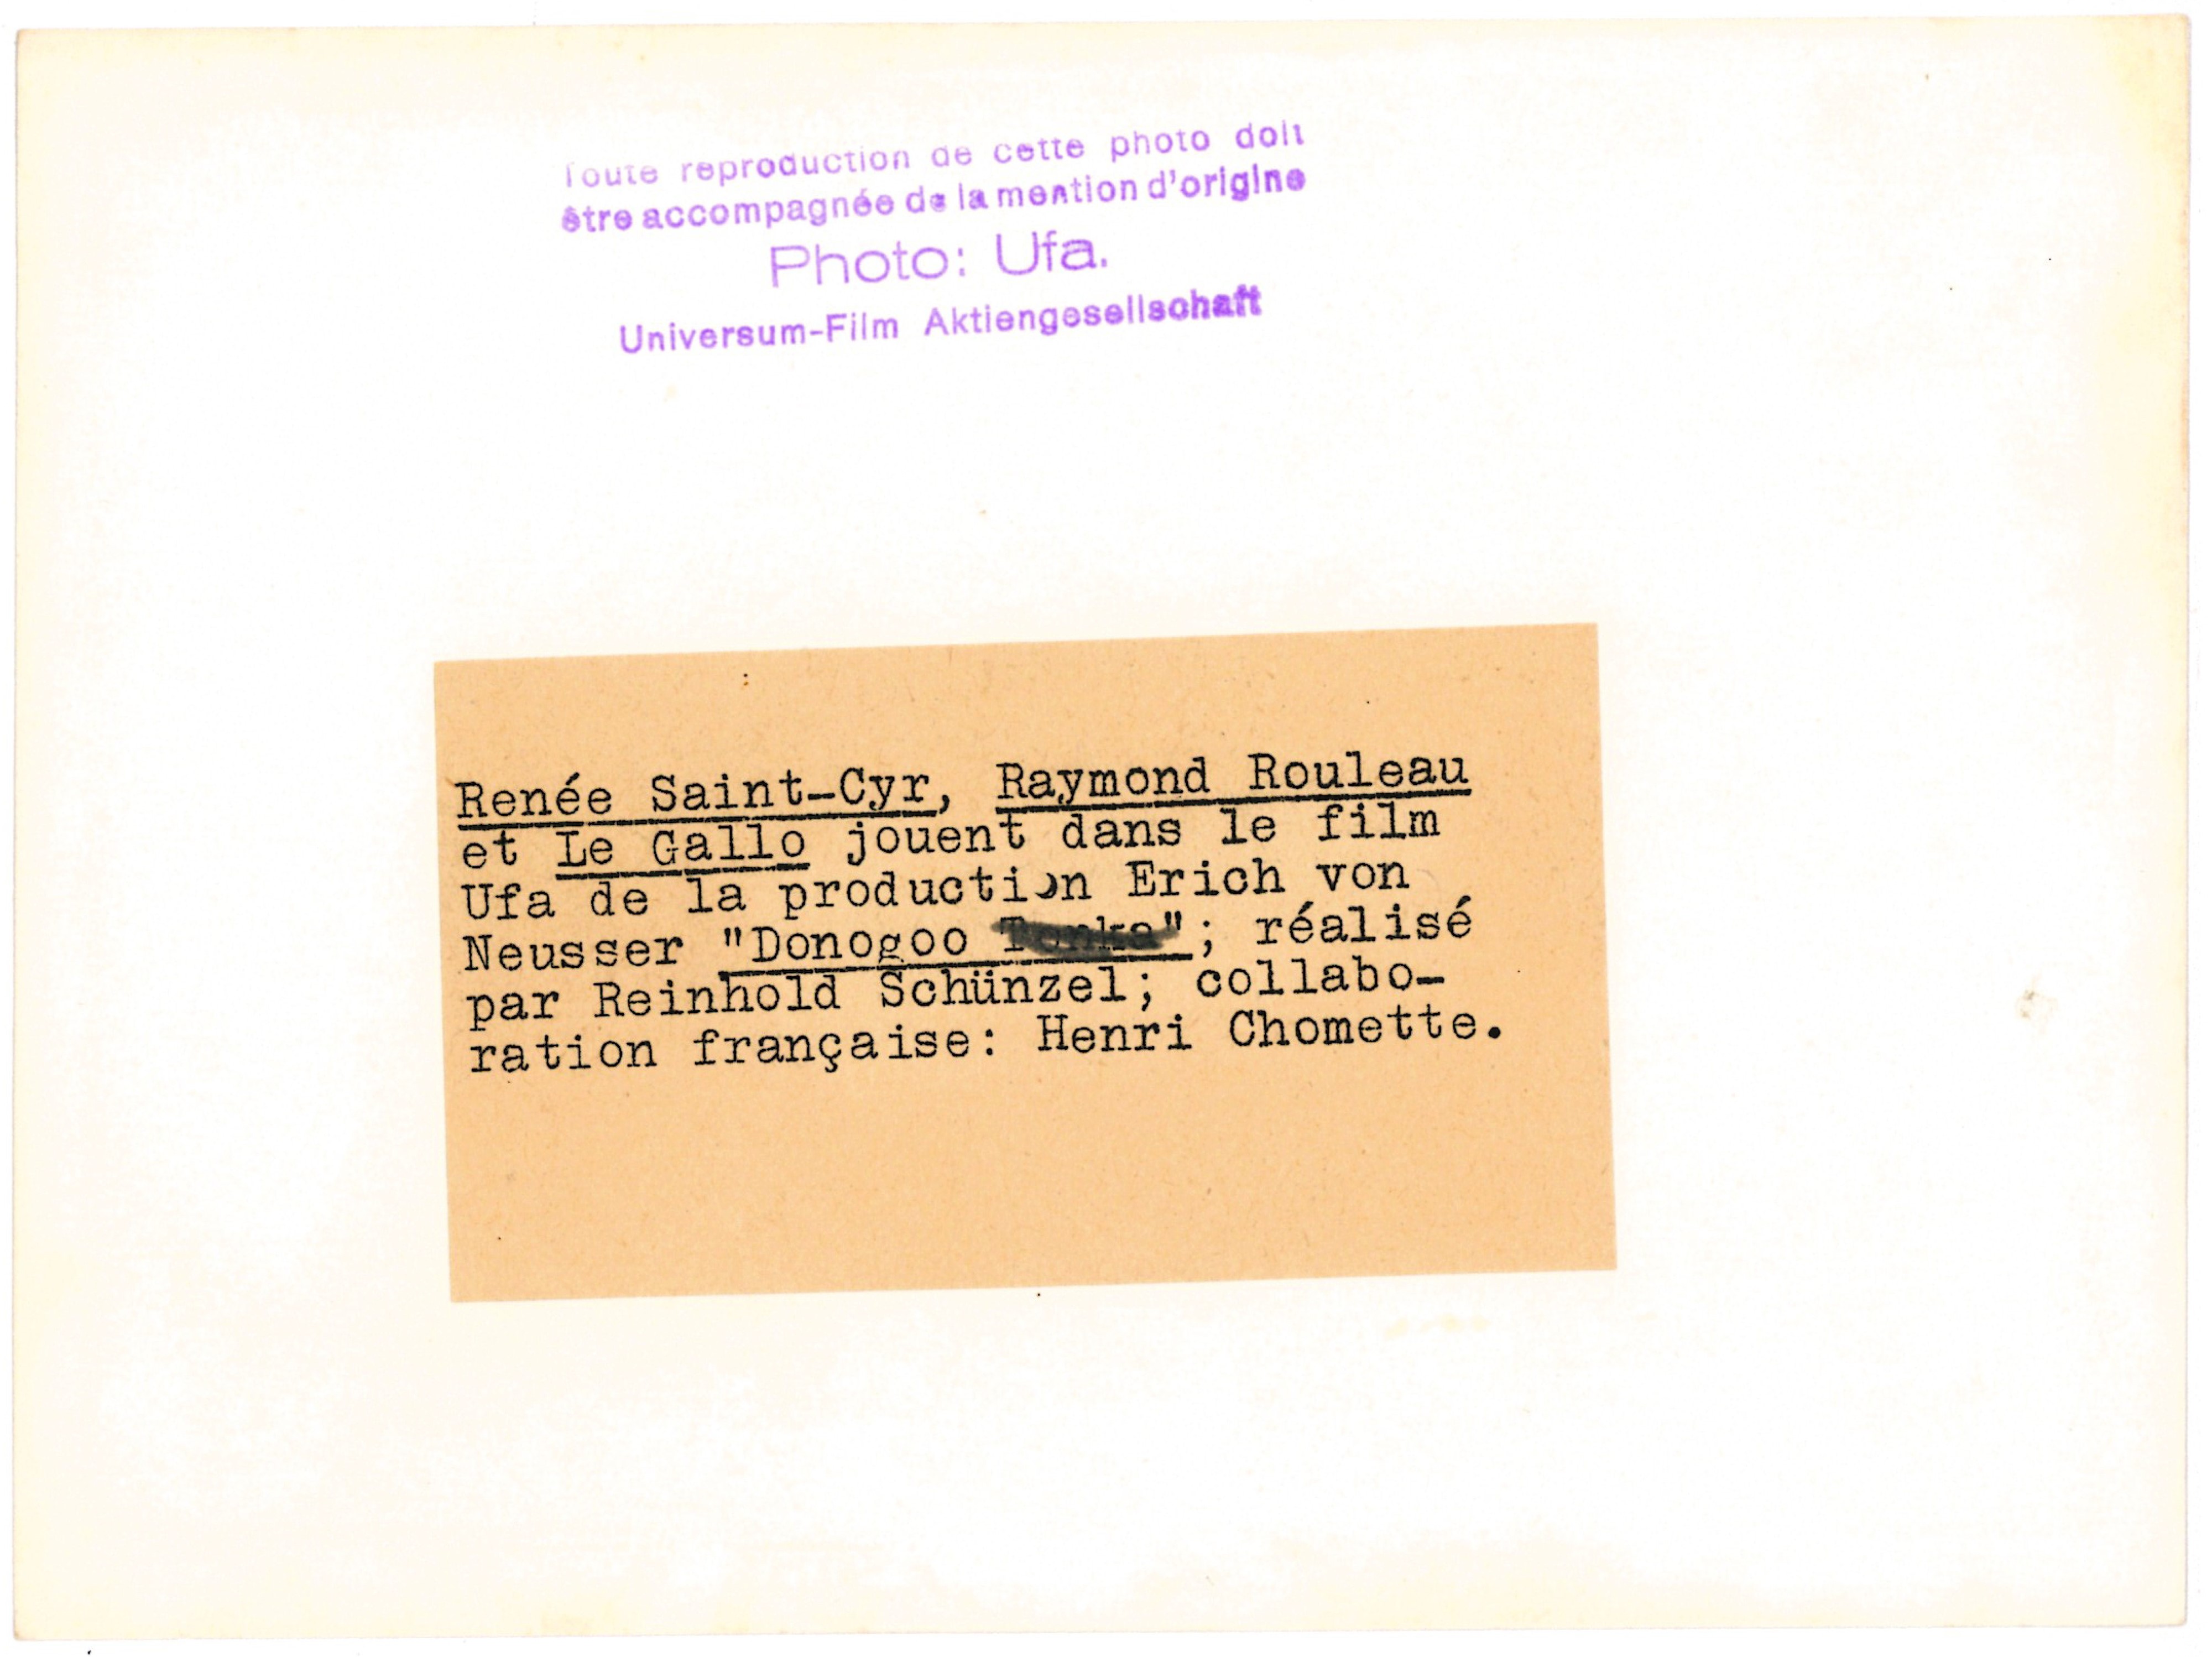 Toute reproduction de cette photo doit
être accompagnée de la mention d'origine
Photo: Ufa.
Universum-Film Aktiengesellschaft
Renée Saint-Cyr, Raymond Rouleau
et Le Gallo jouent dans le film
Ufa de la production Erich von
Neusser "Donogoo Tonka"; réalisé
par Reinhold Schünzel; collabo-
ration française: Henri Chomette.